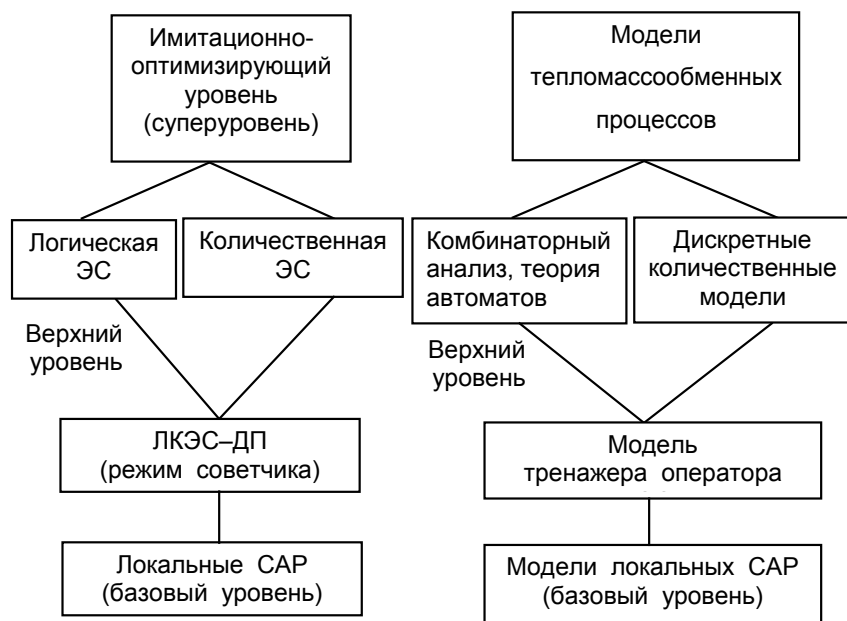 Имитационно-
оптимизирующий
уровень
(суперуровень)
Модели
тепломассообменных
процессов
Логическая
ЭС
Количественная
ЭС
Комбинаторный
анализ, теория
автоматов
Дискретные
количественные
модели
Верхний
уровень
Верхний
уровень
ЛКЭС–ДП
(режим советчика)
Модель
тренажера оператора
Локальные САР
(базовый уровень)
Модели локальных САР
(базовый уровень)